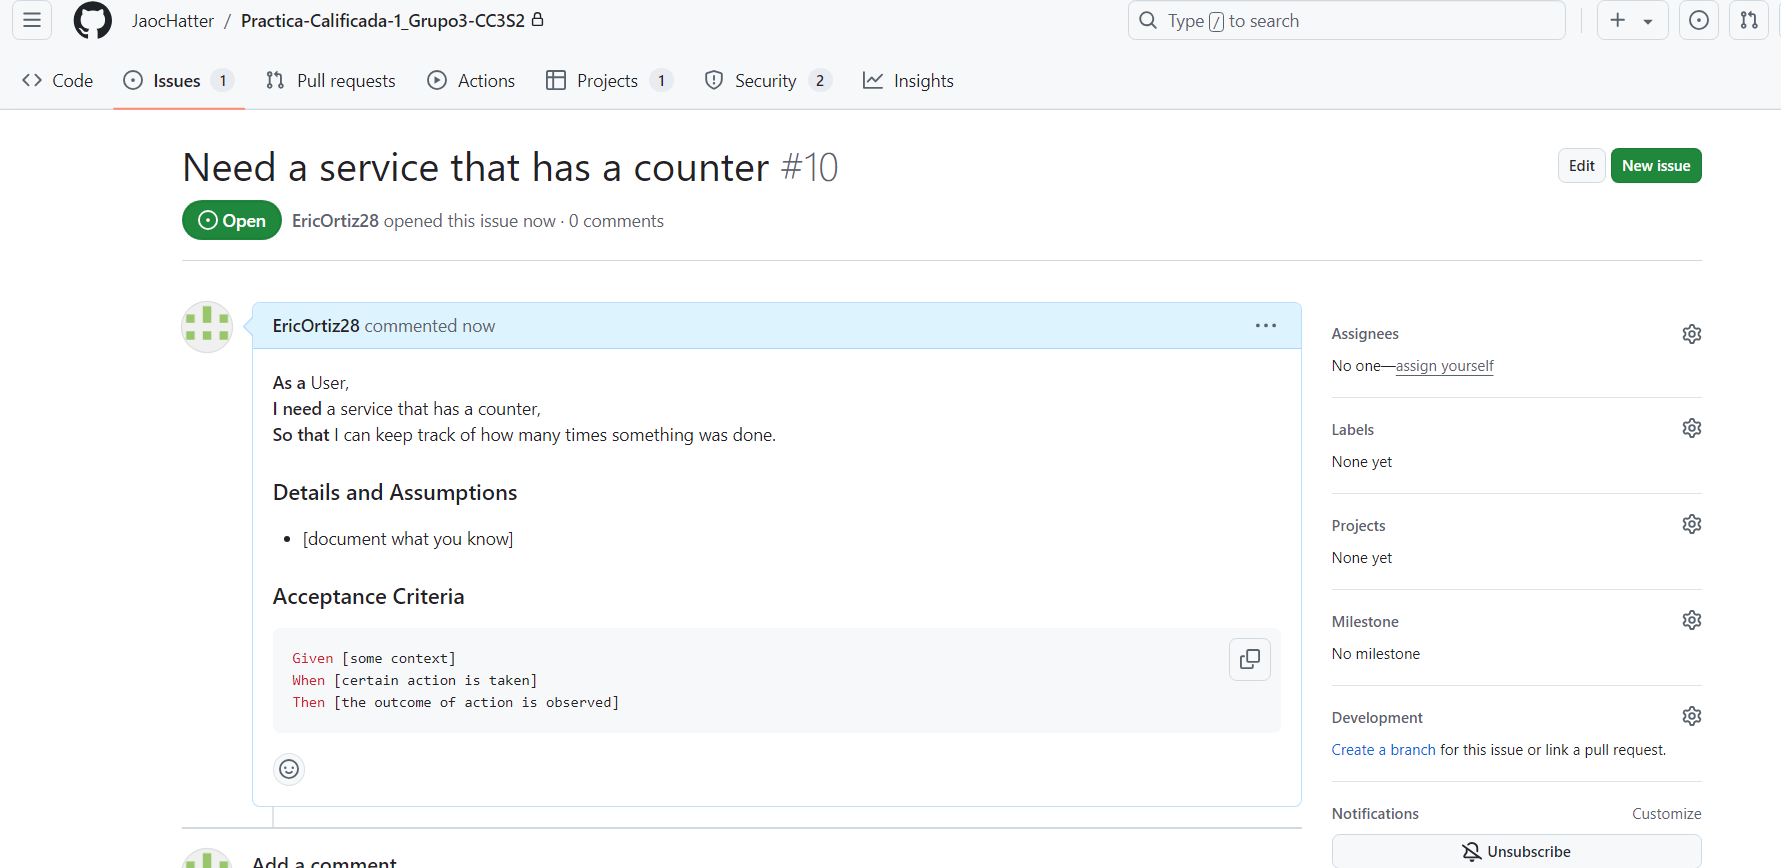 JaocHatter / Practica-Calificada-1_Grupo3-CC3S2
Type / to search
Code
Issues 1
Pull requests
Actions
Projects 1
Security 2
Insights
Need a service that has a counter #10
Edit
New issue
Open
EricOrtiz28 opened this issue now · 0 comments
EricOrtiz28 commented now
As a User,
I need a service that has a counter,
So that I can keep track of how many times something was done.
Details and Assumptions
• [document what you know]
Acceptance Criteria
Given [some context]
When [certain action is taken]
Then [the outcome of action is observed]
Add a comment
Assignees
No one—assign yourself
Labels
None yet
Projects
None yet
Milestone
No milestone
Development
Create a branch for this issue or link a pull request.
Notifications
Customize
Unsubscribe